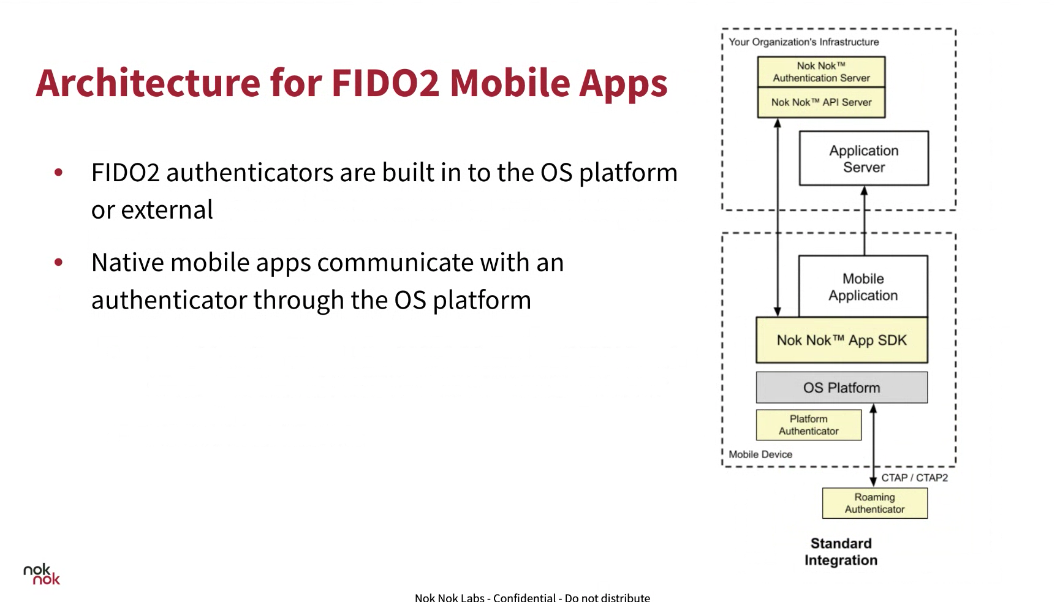 Architecture for FIDO2 Mobile Apps
• FIDO2 authenticators are built in to the OS platform
or external
• Native mobile apps communicate with an
authenticator through the OS platform
Your Organization's Infrastructure
Nok Nok™
Authentication Server
Nok Nok™ API Server
Application
Server
Mobile
Application
Nok Nok™ App SDK
OS Platform
Platform
Authenticator
Mobile Device
CTAP / CTAP2
Roaming
Authenticator
Standard
Integration
nok
nok
Nok Nok Labs - Confidential - Do not distribute